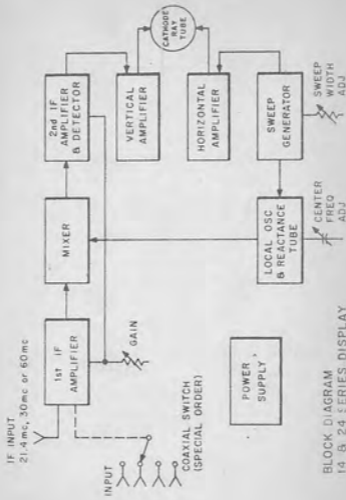 IF INPUT
21.4 mc, 30mc or 60mc
1st IF
AMPLIFIER
MIXER
2nd IF
AMPLIFIER
& DETECTOR
VERTICAL
AMPLIFIER
CATHODE
RAY
TUBE
HORIZONTAL
AMPLIFIER
SWEEP
GENERATOR
SWEEP
WIDTH
ADJ
LOCAL OSC
& REACTANCE
TUBE
CENTER
FREQ
ADJ
GAIN
INPUT
COAXIAL SWITCH
(SPECIAL ORDER)
POWER
SUPPLY
BLOCK DIAGRAM
14 & 24 SERIES DISPLAY